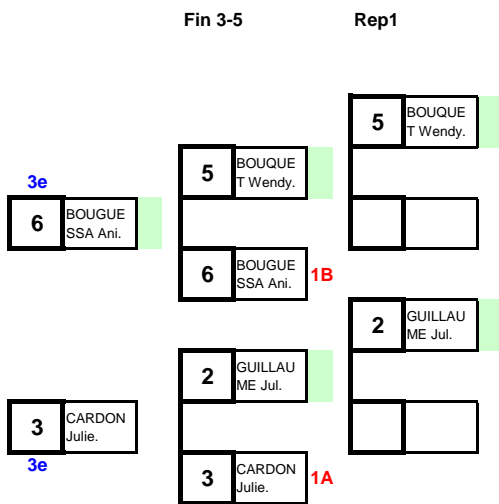 Fin 3-5
Rep1
5
BOUQUE
T Wendy.
5
BOUQUE
T Wendy.
3e
6
BOUGUE
SSA Ani.
6
BOUGUE
SSA Ani.
1B
2
GUILLAU
ME Jul.
2
GUILLAU
ME Jul.
3
CARDON
Julie.
3e
3
CARDON
Julie.
1A